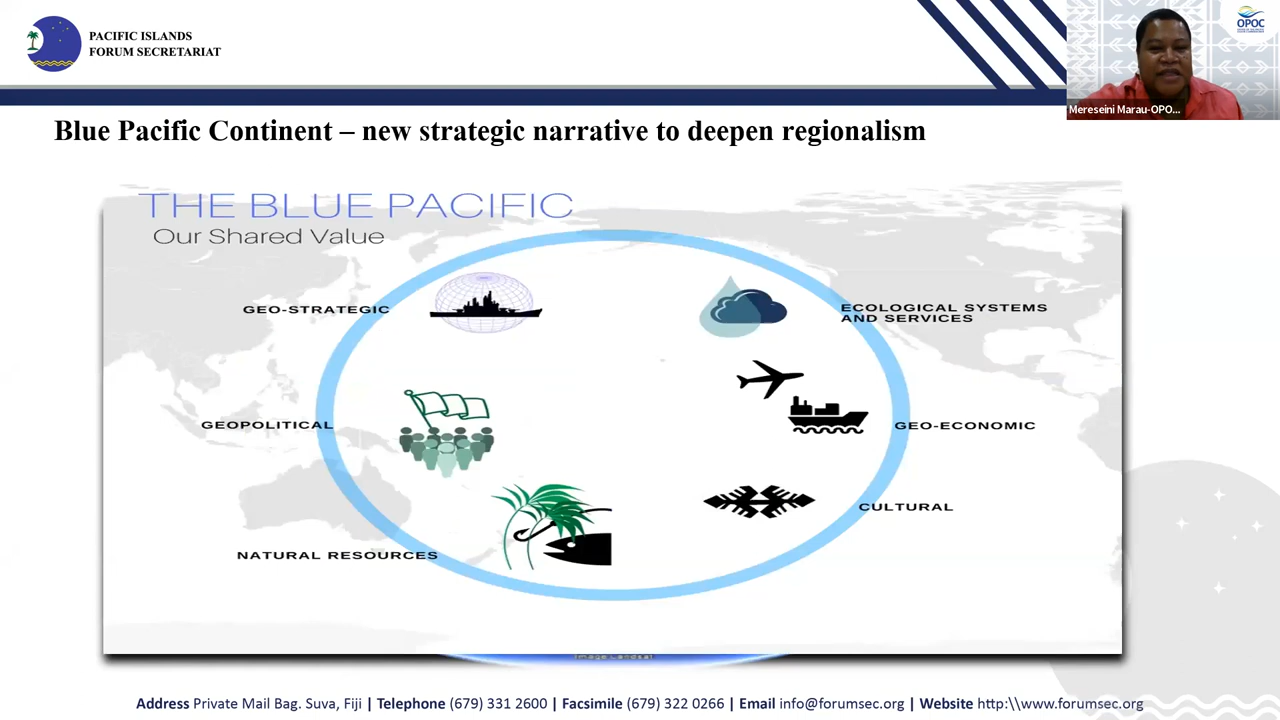 PACIFIC ISLANDS
FORUM SECRETARIAT
OPOC
Mereseini Marau-OPO...
Blue Pacific Continent – new strategic narrative to deepen regionalism
THE BLUE PACIFIC
Our Shared Value
GEO-STRATEGIC
ECOLOGICAL SYSTEMS
AND SERVICES
GEOPOLITICAL
GEO-ECONOMIC
CULTURAL
NATURAL RESOURCES
Image Landsat
Address Private Mail Bag. Suva, Fiji | Telephone (679) 331 2600 | Facsimile (679) 322 0266 | Email info@forumsec.org | Website http:\\www.forumsec.org